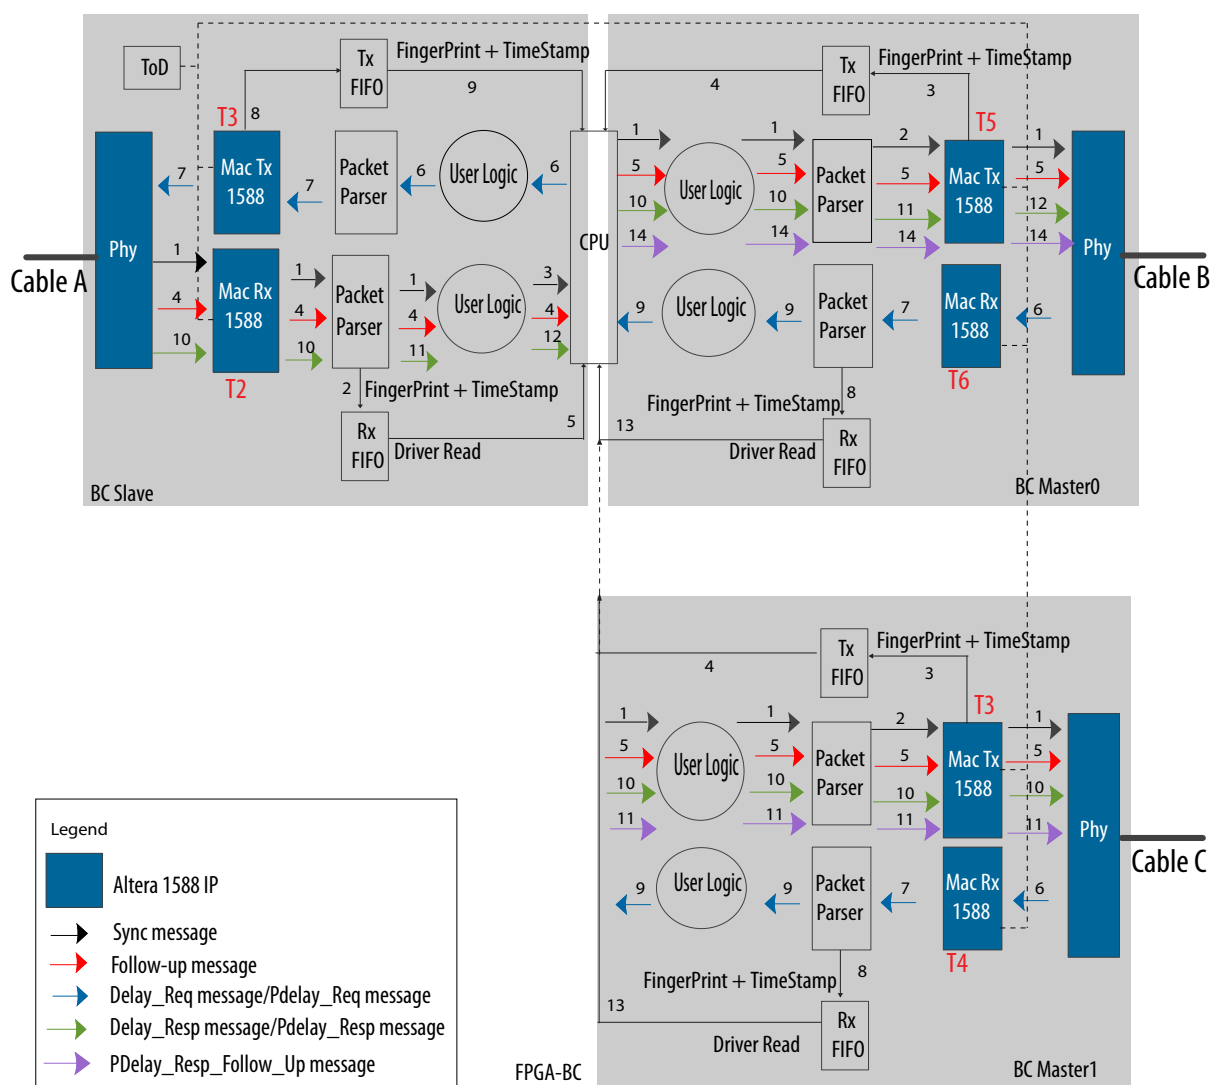 ToD
Tx
FIFO
FingerPrint + TimeStamp
9
8
T3
Phy
7
Mac Tx
1588
7
Packet
Parser
6
User Logic
6
CPU
Cable A
1
4
10
Mac Rx
1588
T2
1
4
10
Packet
Parser
1
4
11
User Logic
3
4
12
2
FingerPrint + TimeStamp
Rx
FIFO
5
Driver Read
BC Slave
4
Tx
FIFO
FingerPrint + TimeStamp
3
T5
1
5
10
14
User Logic
1
5
10
14
Packet
Parser
2
5
11
14
Mac Tx
1588
1
5
12
14
Phy
Cable B
9
User Logic
9
Packet
Parser
7
Mac Rx
1588
6
T6
8
FingerPrint + TimeStamp
13
Rx
FIFO
Driver Read
BC Master0
4
Tx
FIFO
FingerPrint + TimeStamp
3
T3
1
5
10
11
User Logic
1
5
10
11
Packet
Parser
2
5
10
11
Mac Tx
1588
1
5
10
11
Phy
Cable C
9
User Logic
9
Packet
Parser
7
Mac Rx
1588
6
T4
8
FingerPrint + TimeStamp
13
Rx
FIFO
Driver Read
FPGA-BC
BC Master1
Legend
Altera 1588 IP
Sync message
Follow-up message
Delay_Req message/Pdelay_Req message
Delay_Resp message/Pdelay_Resp message
PDelay_Resp_Follow_Up message